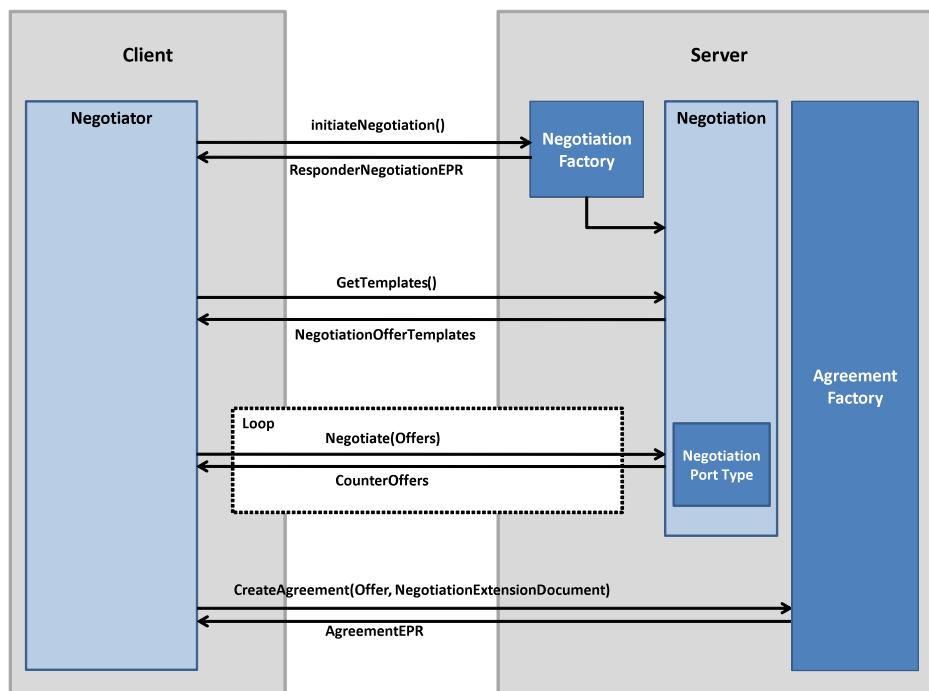 Client
Server
Negotiator
initiateNegotiation()
ResponderNegotiationEPR
Negotiation
Factory
Negotiation
GetTemplates()
NegotiationOfferTemplates
Agreement
Factory
Loop
Negotiate(Offers)
CounterOffers
Negotiation
Port Type
CreateAgreement(Offer, NegotiationExtensionDocument)
AgreementEPR